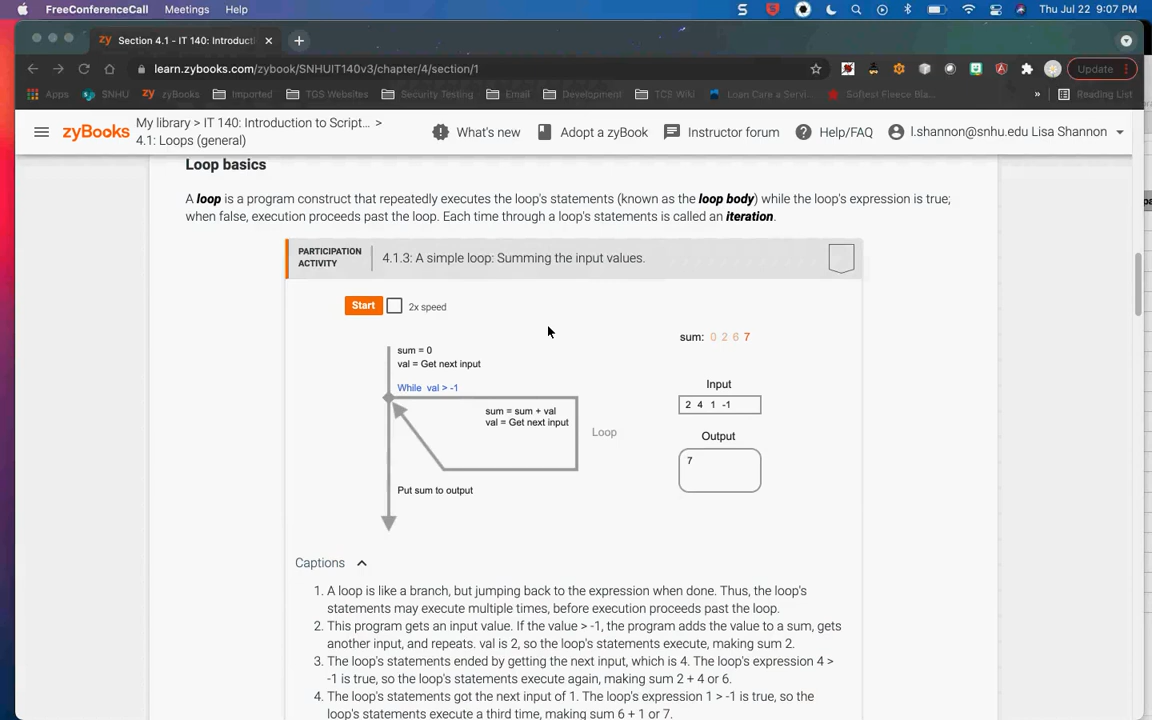 FreeConferenceCall Meetings Help Thu Jul 22 9:07 PM
Section 4.1 - IT 140: Introduct
learn.zybooks.com/zybook/SNHUIT140v3/chapter/4/section/1 Update
Apps SNHU zyBooks Imported TGS Websites Security Testing Email Development TCS WIU Loan Care a Servi... Softest Fleece Bla... » Reading List
zyBooks My library > IT 140: Introduction to Script... > What's new Adopt a zyBook Instructor forum Help/FAQ l.shannon@snhu.edu Lisa Shannon
4.1: Loops (general)
Loop basics
A loop is a program construct that repeatedly executes the loop's statements (known as the loop body) while the loop's expression is true;
when false, execution proceeds past the loop. Each time through a loop's statements is called an iteration.
PARTICIPATION
ACTIVITY
4.1.3: A simple loop: Summing the input values.
Start 2x speed
sum: 0 2 6 7
sum = 0
val = Get next input
While val > -1
Input
2 4 1 -1
sum = sum + val
val = Get next input
Loop
Output
7
Put sum to output
Captions
1. A loop is like a branch, but jumping back to the expression when done. Thus, the loop's
statements may execute multiple times, before execution proceeds past the loop.
2. This program gets an input value. If the value > -1, the program adds the value to a sum, gets
another input, and repeats. val is 2, so the loop's statements execute, making sum 2.
3. The loop's statements ended by getting the next input, which is 4. The loop's expression 4 >
-1 is true, so the loop's statements execute again, making sum 2 + 4 or 6.
4. The loop's statements got the next input of 1. The loop's expression 1 > -1 is true, so the
loop's statements execute a third time, making sum 6 + 1 or 7.